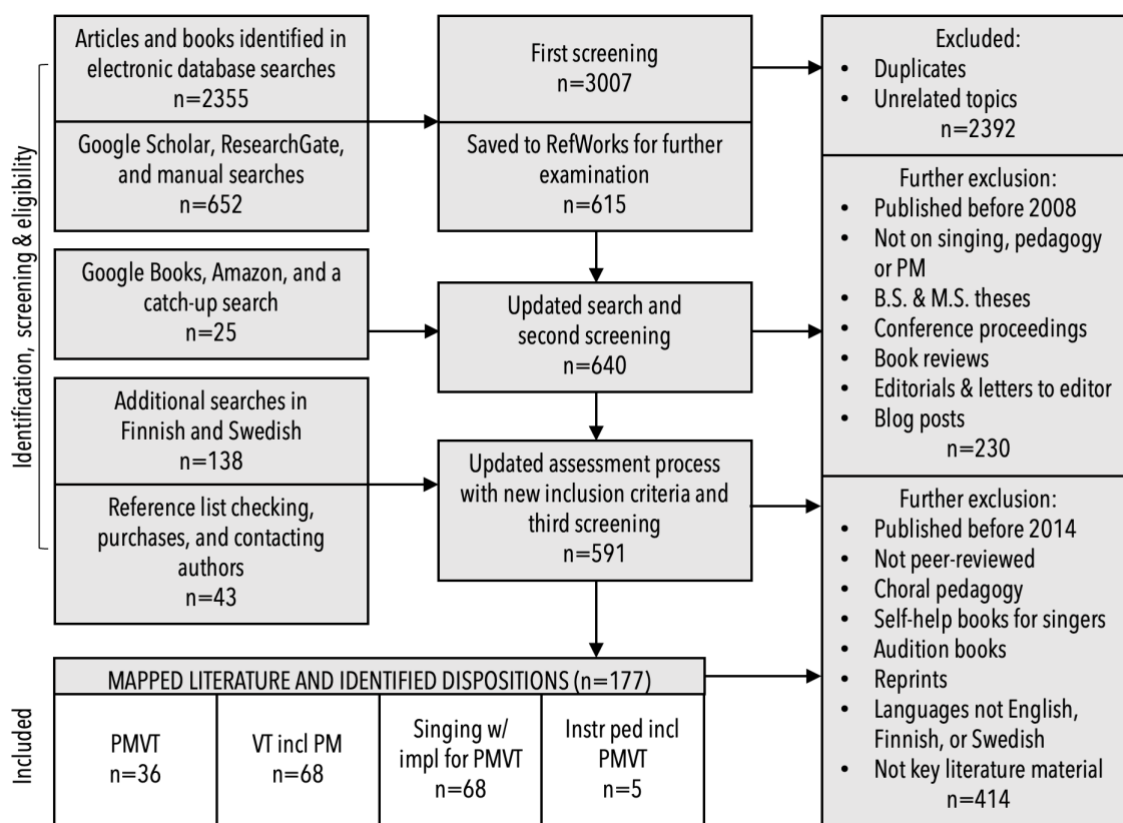 Identification, screening & eligibility
Articles and books identified in
electronic database searches
n=2355
Google Scholar, ResearchGate,
and manual searches
n=652
Google Books, Amazon, and a
catch-up search
n=25
Additional searches in
Finnish and Swedish
n=138
Reference list checking,
purchases, and contacting
authors
n=43
First screening
n=3007
Saved to RefWorks for further
examination
n=615
Updated search and
second screening
n=640
Updated assessment process
with new inclusion criteria and
third screening
n=591
Excluded:
• Duplicates
• Unrelated topics
n=2392
Further exclusion:
• Published before 2008
• Not on singing, pedagogy
or PM
• B.S. & M.S. theses
• Conference proceedings
• Book reviews
• Editorials & letters to editor
• Blog posts
n=230
Further exclusion:
• Published before 2014
• Not peer-reviewed
• Choral pedagogy
• Self-help books for singers
• Audition books
• Reprints
• Languages not English,
Finnish, or Swedish
• Not key literature material
n=414
Included
MAPPED LITERATURE AND IDENTIFIED DISPOSITIONS (n=177)
PMVT
n=36
VT incl PM
n=68
Singing w/
impl for PMVT
n=68
Instr ped incl
PMVT
n=5